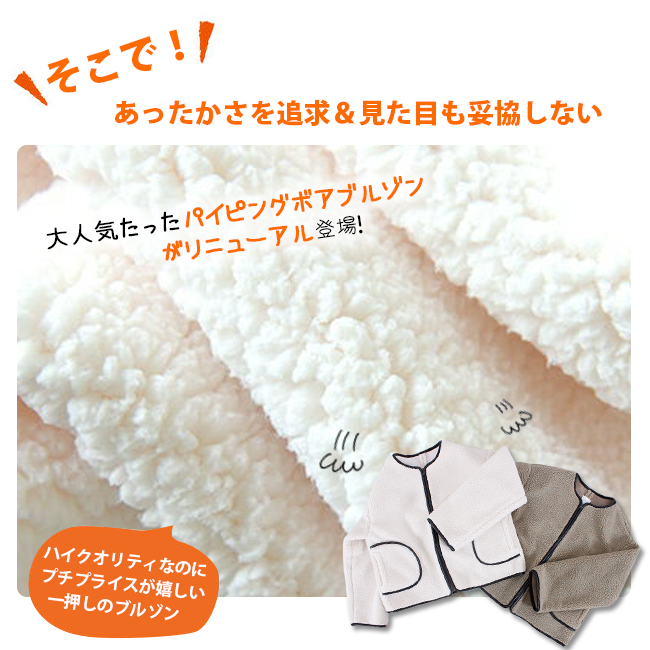 そこで！
あったかさを追求＆見た目も妥協しない
大人気たったパイピングボアブルゾン
がリニューアル登場!
ハイクオリティなのに
プチプライスが嬉しい
一押しのブルゾン